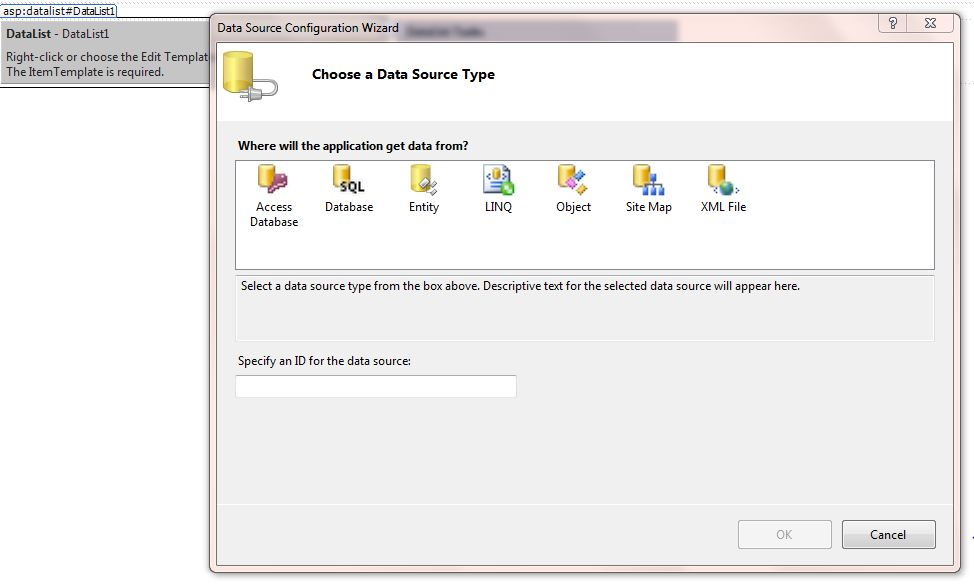 asp:datalist#DataList1
DataList - DataList1
Right-click or choose the Edit Templat
The ItemTemplate is required.
Data Source Configuration Wizard
DataList Tasks
?
Choose a Data Source Type
Where will the application get data from?
Access
Database
SQL
Database
Entity
LINQ
Object
Site Map
XML File
Select a data source type from the box above. Descriptive text for the selected data source will appear here.
Specify an ID for the data source:
OK
Cancel